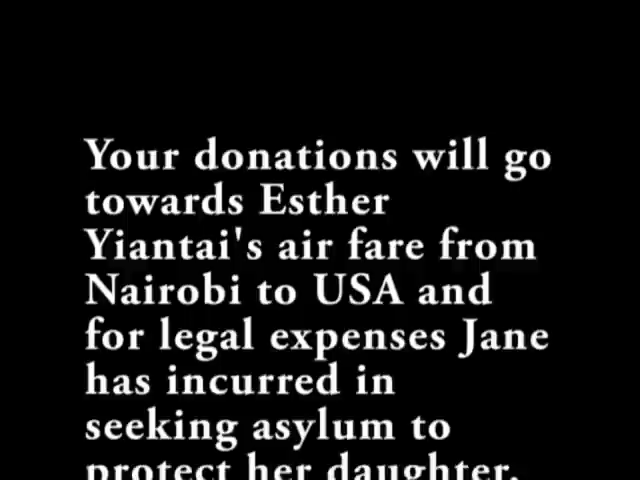 Your donations will go
towards Esther
Yiantai's air fare from
Nairobi to USA and
for legal expenses Jane
has incurred in
seeking asylum to
protect her daughter.